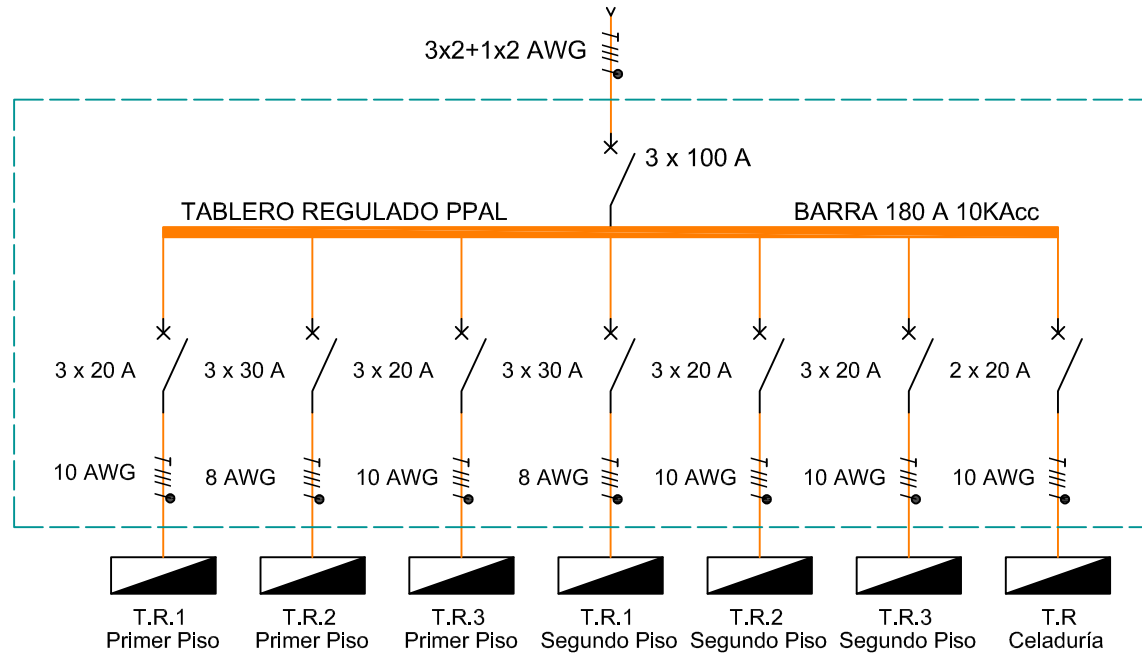 3x2+1x2 AWG
3 x 100 A
TABLERO REGULADO PPAL
BARRA 180 A 10KAcc
3 x 20 A
3 x 30 A
3 x 20 A
3 x 30 A
3 x 20 A
3 x 20 A
2 x 20 A
10 AWG
8 AWG
10 AWG
8 AWG
10 AWG
10 AWG
10 AWG
T.R.1
Primer Piso
T.R.2
Primer Piso
T.R.3
Primer Piso
T.R.1
Segundo Piso
T.R.2
Segundo Piso
T.R.3
Segundo Piso
T.R
Celaduría